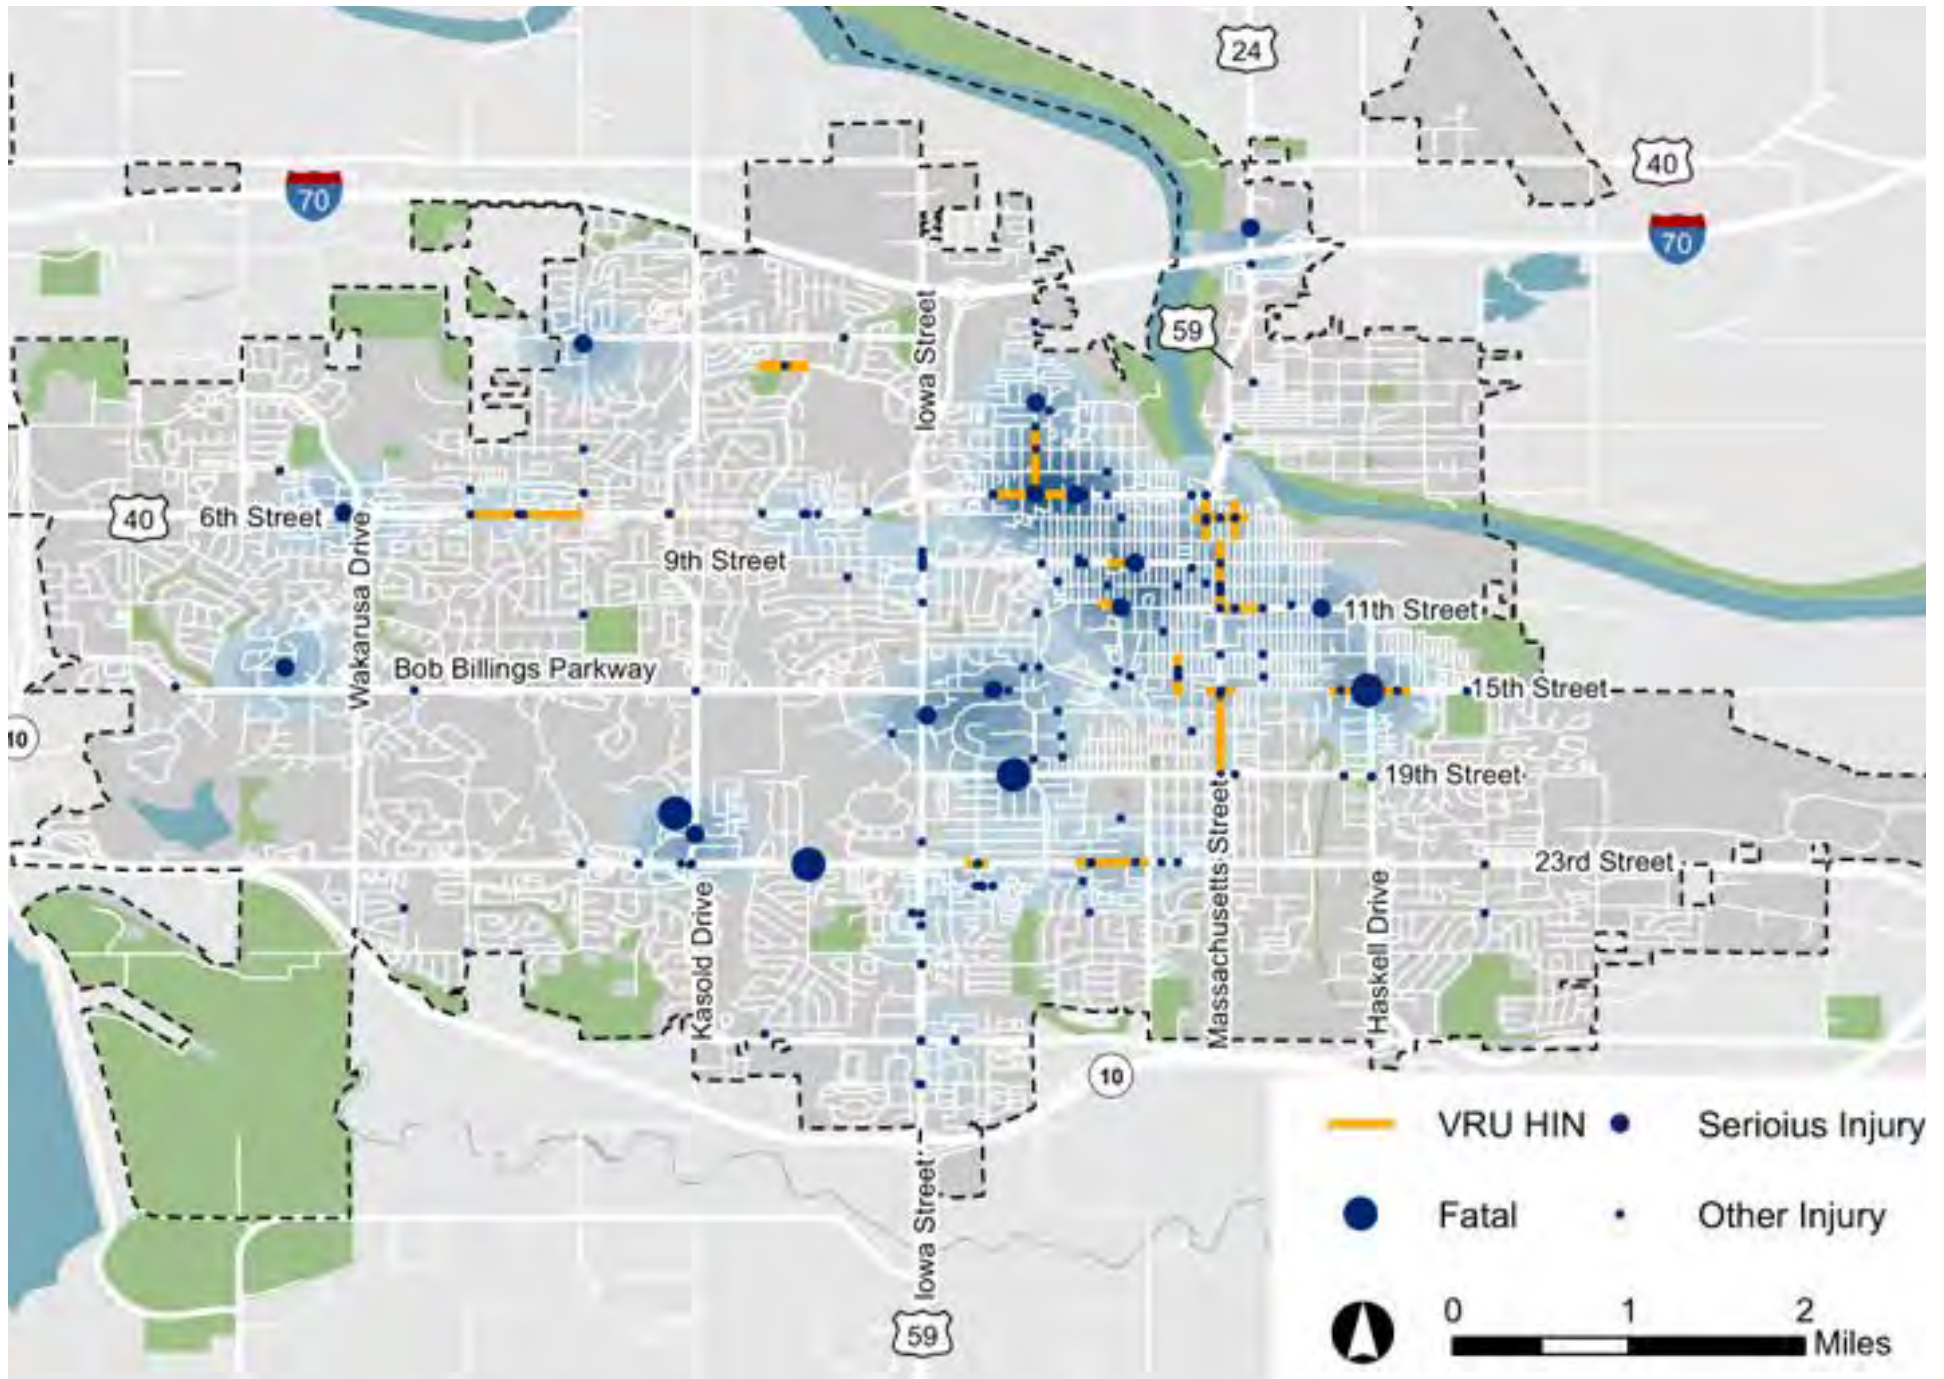 24
40
70
70
59
Iowa Street
40
6th Street
9th Street
Wakarusa Drive
11th Street
Bob Billings Parkway
15th Street
10
19th Street
Massachusetts Street
23rd Street
Kasold Drive
Haskell Drive
10
VRU HIN
Serioius Injury
Fatal
Other Injury
Iowa Street
59
0 1 2
Miles